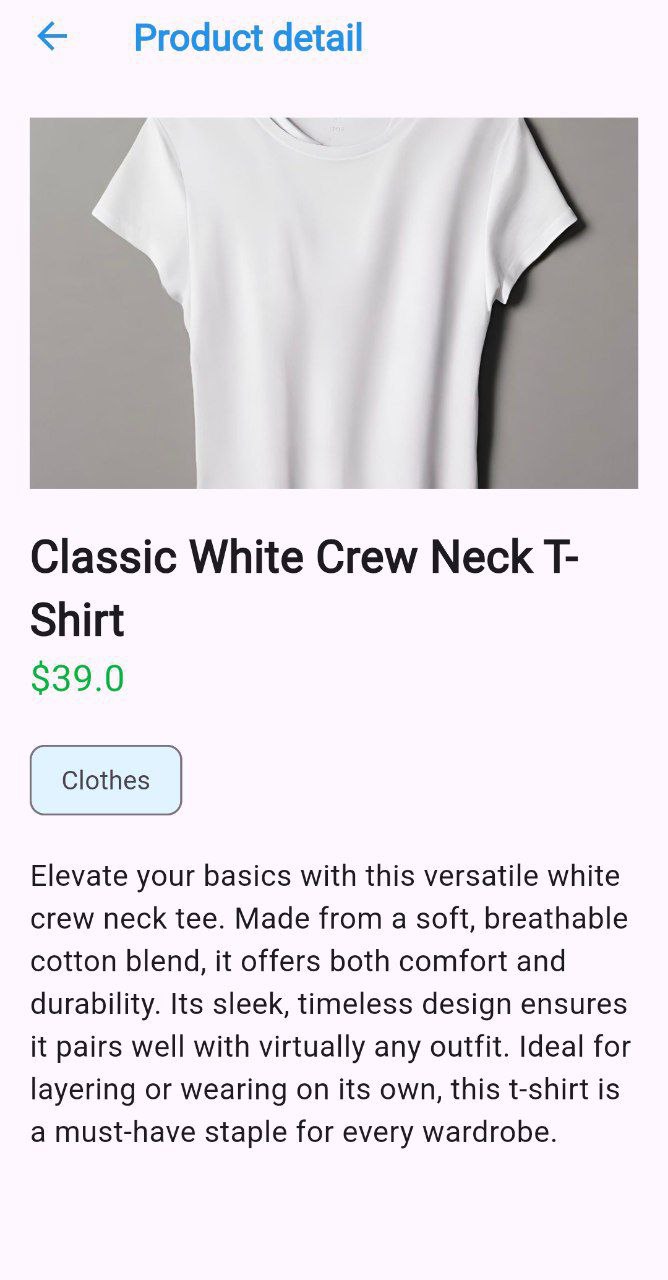 Product detail
Classic White Crew Neck T-
Shirt
$39.0
Clothes
Elevate your basics with this versatile white
crew neck tee. Made from a soft, breathable
cotton blend, it offers both comfort and
durability. Its sleek, timeless design ensures
it pairs well with virtually any outfit. Ideal for
layering or wearing on its own, this t-shirt is
a must-have staple for every wardrobe.